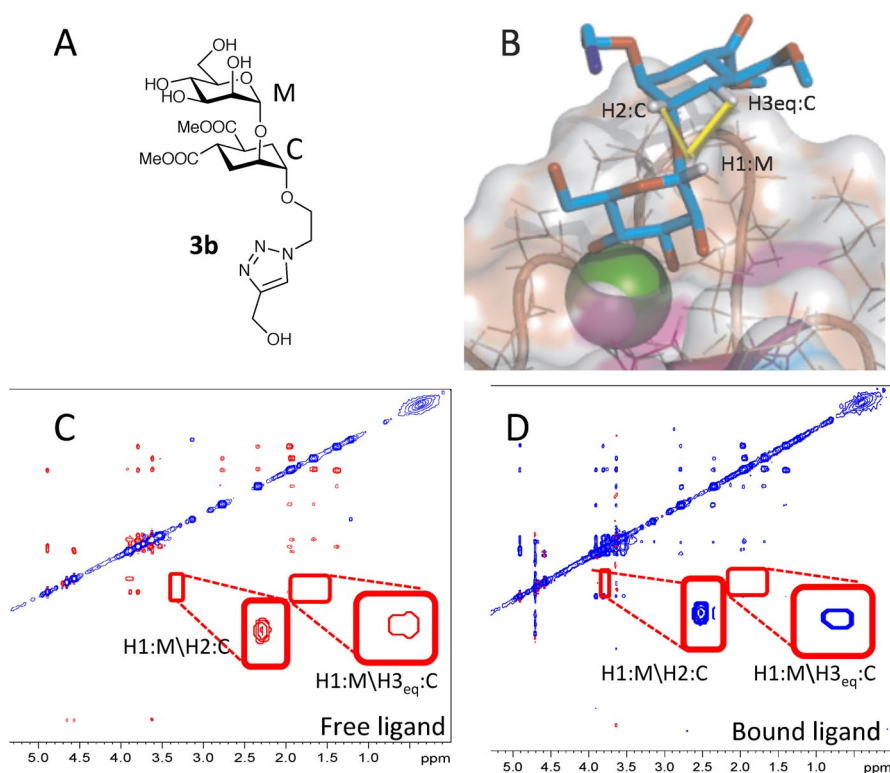 A
OH
HO
OH
HO
HO
O
M
MeOOC
O
C
MeOOC
O
3b
N
N
N
OH
B
H2:C
H3eq:C
H1:M
C
H1:M\H2:C
H1:M\H3eq:C
Free ligand
5.0 4.5 4.0 3.5 3.0 2.5 2.0 1.5 1.0 ppm
D
H1:M\H2:C
H1:M\H3eq:C
Bound ligand
5.0 4.5 4.0 3.5 3.0 2.5 2.0 1.5 1.0 ppm